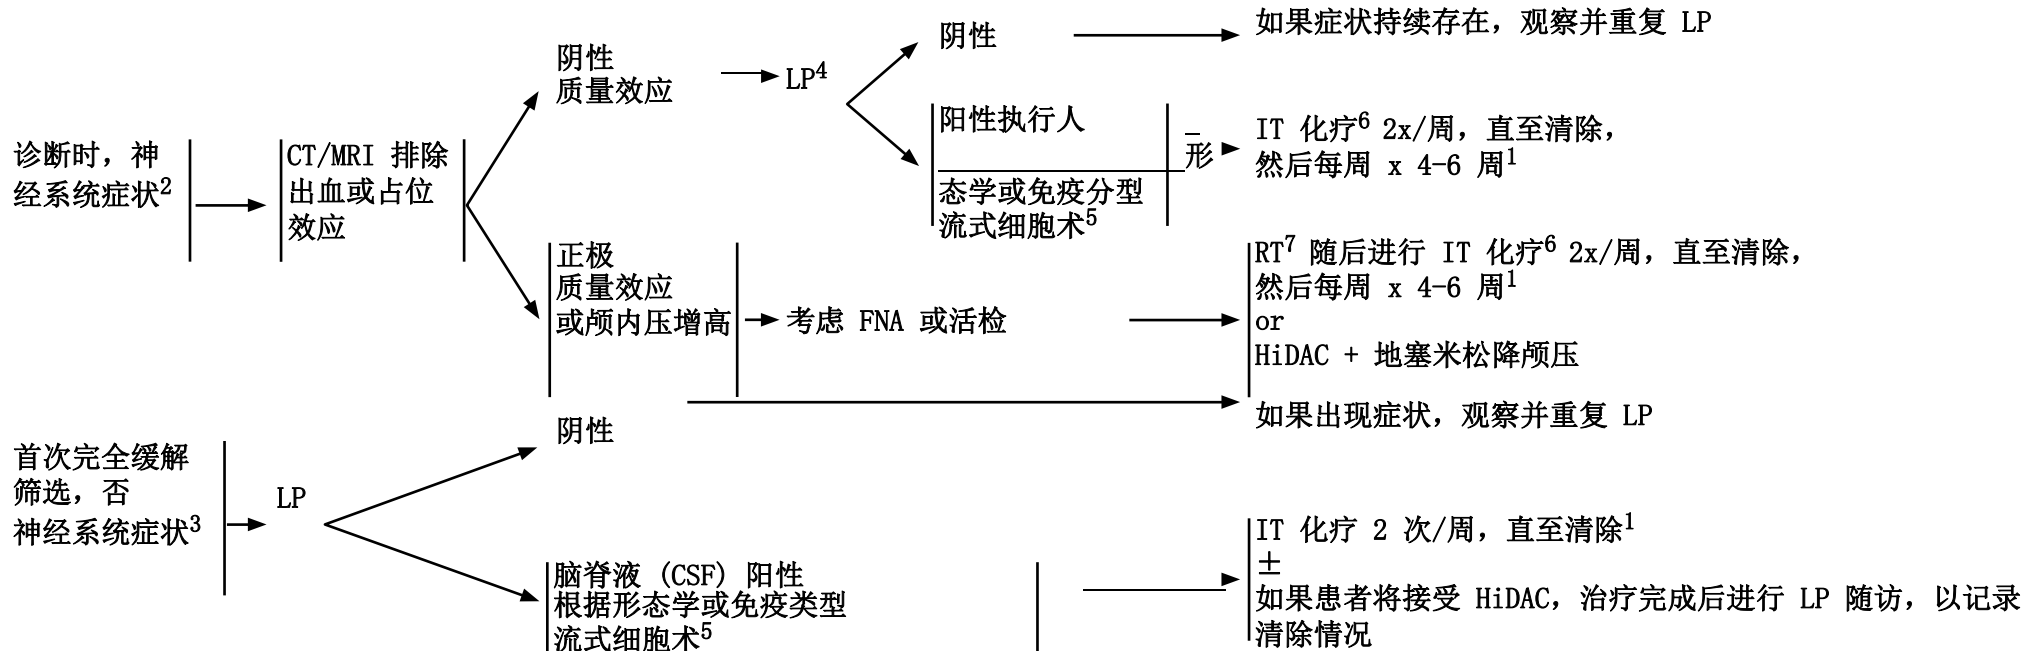 诊断时，神
经系统症状2
CT/MRI 排除
出血或占位
效应
阴性
质量效应
LP4
阴性
如果症状持续存在，观察并重复 LP
阳性执行人
形
态学或免疫分型
流式细胞术5
IT 化疗6 2x/周，直至清除，
然后每周 x 4-6 周1
正极
质量效应
或颅内压增高
考虑 FNA 或活检
RT7 随后进行 IT 化疗6 2x/周，直至清除，
然后每周 x 4-6 周1
or
HiDAC + 地塞米松降颅压
首次完全缓解
筛选，否
神经系统症状3
LP
阴性
如果出现症状，观察并重复 LP
脑脊液 (CSF) 阳性
根据形态学或免疫类型
流式细胞术5
IT 化疗 2 次/周，直至清除1
±
如果患者将接受 HiDAC，治疗完成后进行 LP 随访，以记录
清除情况